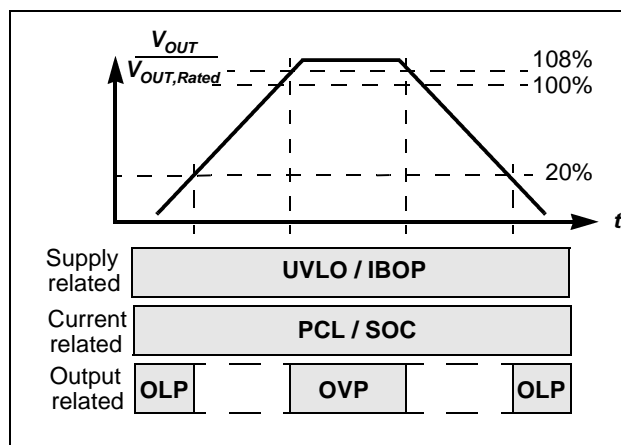 V_OUT
V_OUT,Rated
108%
100%
20%
t
Supply related
UVLO / IBOP
Current related
PCL / SOC
Output related
OLP
OVP
OLP